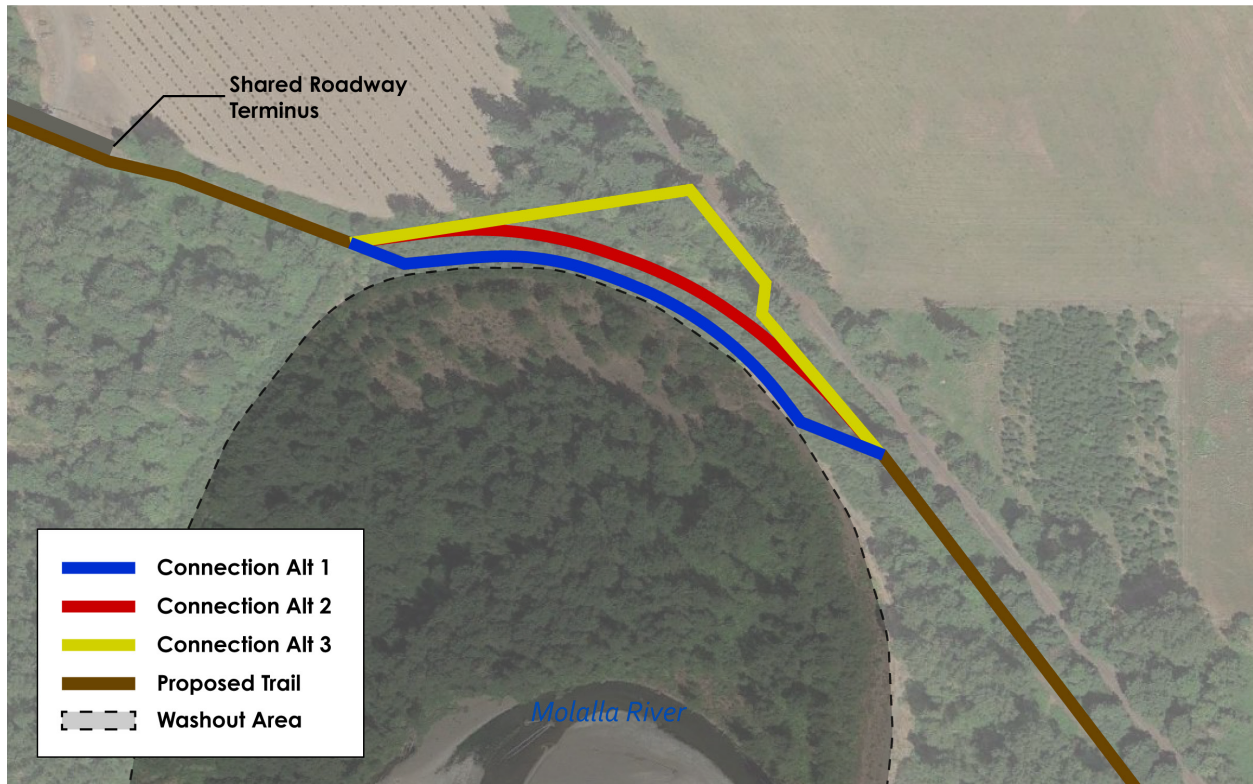 Shared Roadway
Terminus
Connection Alt 1
Connection Alt 2
Connection Alt 3
Proposed Trail
Washout Area
Molalla River